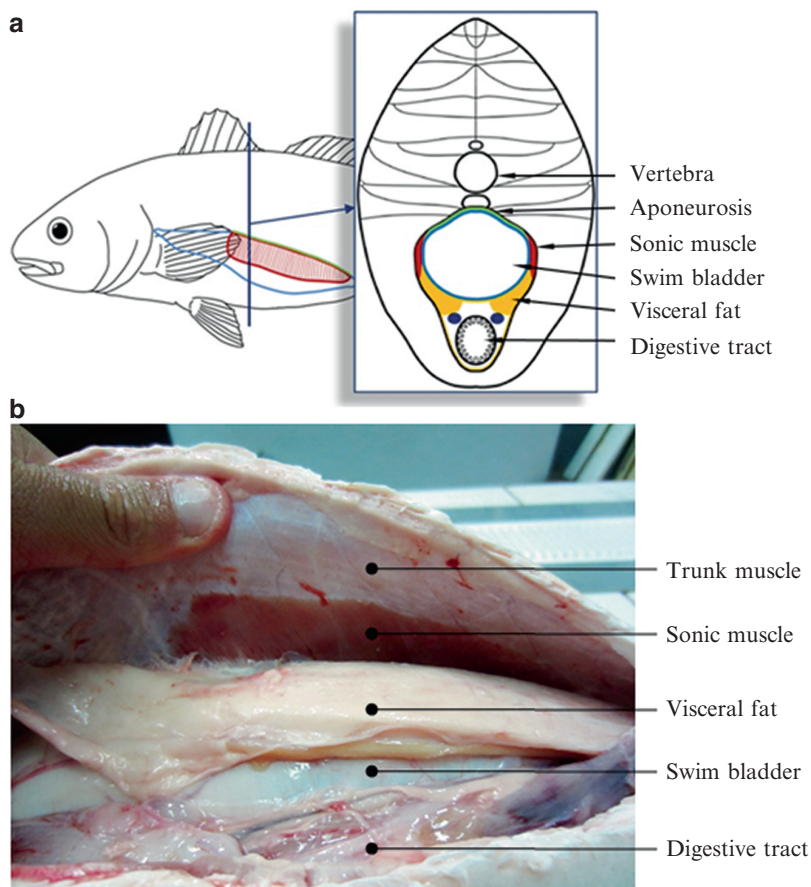 a
Vertebra
Aponeurosis
Sonic muscle
Swim bladder
Visceral fat
Digestive tract
b
Trunk muscle
Sonic muscle
Visceral fat
Swim bladder
Digestive tract